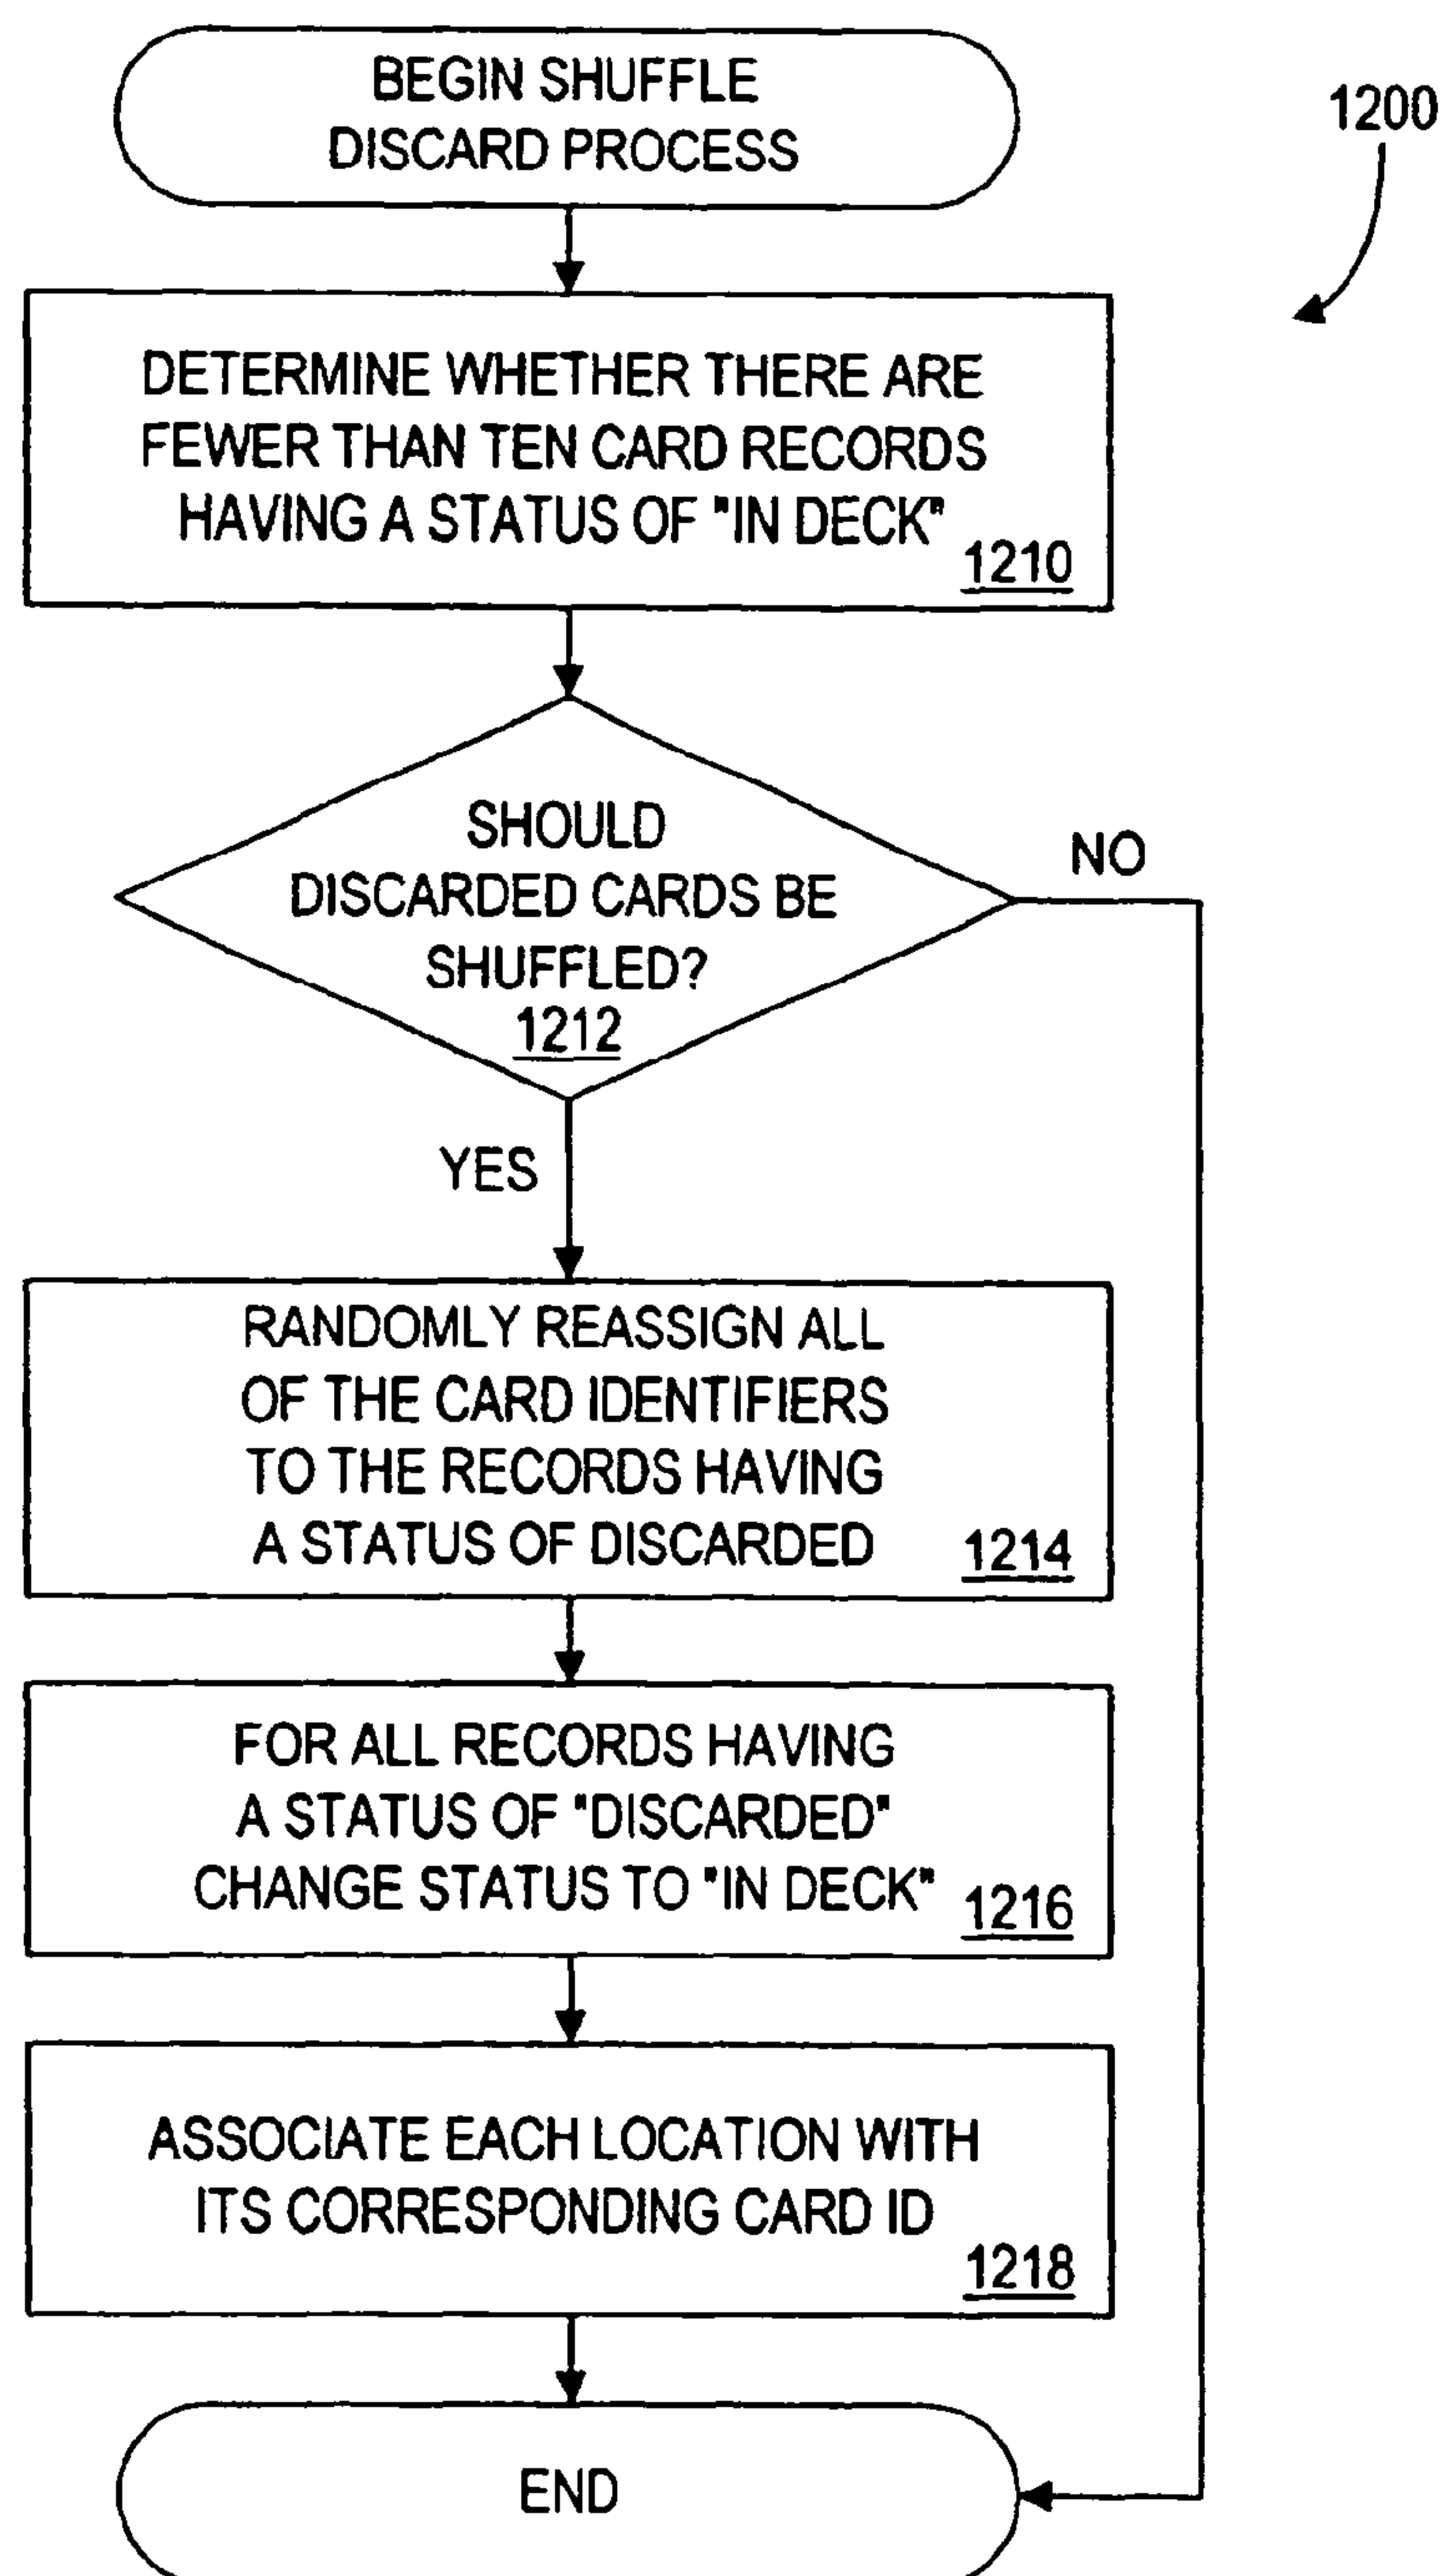 BEGIN SHUFFLE
DISCARD PROCESS
1200
DETERMINE WHETHER THERE ARE
FEWER THAN TEN CARD RECORDS
HAVING A STATUS OF "IN DECK"
1210
SHOULD
DISCARDED CARDS BE
SHUFFLED?
1212
NO
YES
RANDOMLY REASSIGN ALL
OF THE CARD IDENTIFIERS
TO THE RECORDS HAVING
A STATUS OF DISCARDED
1214
FOR ALL RECORDS HAVING
A STATUS OF "DISCARDED"
CHANGE STATUS TO "IN DECK"
1216
ASSOCIATE EACH LOCATION WITH
ITS CORRESPONDING CARD ID
1218
END